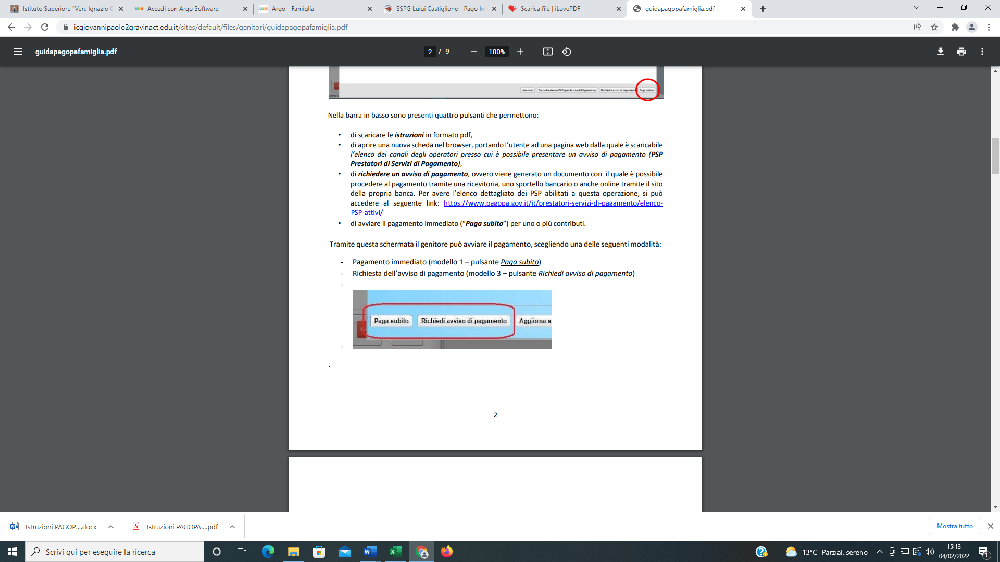 Istituto Superiore "Ven. Ignazio C
Accedi con Argo Software
Argo - Famiglia
SSPG Luigi Castiglione - Pago In
Scarica file | iLovePDF
guidapagopafamiglia.pdf
icgiovannipaolo2gravinact.edu.it/sites/default/files/genitori/guidapagopafamiglia.pdf
guidapagopafamiglia.pdf
2 / 9
100%
Istruzioni
Consulta elenco PSP (per Avviso di Pagamento)
Richiedi avviso di pagamento
Paga subito
Nella barra in basso sono presenti quattro pulsanti che permettono:
• di scaricare le istruzioni in formato pdf,
• di aprire una nuova scheda nel browser, portando l’utente ad una pagina web dalla quale è scaricabile
l’elenco dei canali degli operatori presso cui è possibile presentare un avviso di pagamento (PSP
Prestatori di Servizi di Pagamento),
• di richiedere un avviso di pagamento, ovvero viene generato un documento con il quale è possibile
procedere al pagamento tramite una ricevitoria, uno sportello bancario o anche online tramite il sito
della propria banca. Per avere l’elenco dettagliato dei PSP abilitati a questa operazione, si può
accedere al seguente link: https://www.pagopa.gov.it/it/prestatori-servizi-di-pagamento/elenco-
PSP-attivi/
• di avviare il pagamento immediato (“Paga subito”) per uno o più contributi.
Tramite questa schermata il genitore può avviare il pagamento, scegliendo una delle seguenti modalità:
- Pagamento immediato (modello 1 – pulsante Paga subito)
- Richiesta dell’avviso di pagamento (modello 3 – pulsante Richiedi avviso di pagamento)
-
Paga subito
Richiedi avviso di pagamento
Aggiorna st
-
.
2
Istruzioni PAGOP....docx
Istruzioni PAGOPA....pdf
Mostra tutto
Scrivi qui per eseguire la ricerca
13°C Parzial. sereno
15:13
04/02/2022
1